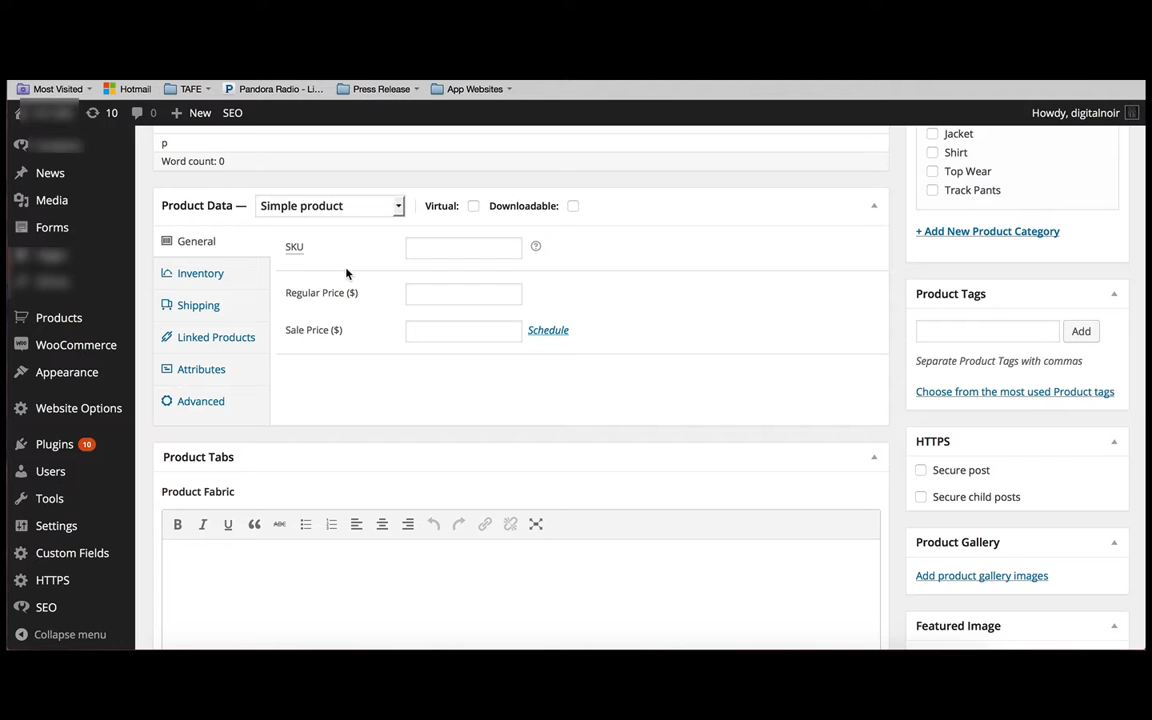 Most Visited
Hotmail
TAFE
Pandora Radio - Li...
Press Release
App Websites
10
0
New
SEO
Howdy, digitalnoir
News
Media
Forms
Products
WooCommerce
Appearance
Website Options
Plugins 10
Users
Tools
Settings
Custom Fields
HTTPS
SEO
Collapse menu
p
Word count: 0
Product Data — Simple product
Virtual:
Downloadable:
General
Inventory
Shipping
Linked Products
Attributes
Advanced
SKU
Regular Price ($)
Sale Price ($)
Schedule
Product Tabs
Product Fabric
B I U ABC
Jacket
Shirt
Top Wear
Track Pants
+ Add New Product Category
Product Tags
Add
Separate Product Tags with commas
Choose from the most used Product tags
HTTPS
Secure post
Secure child posts
Product Gallery
Add product gallery images
Featured Image